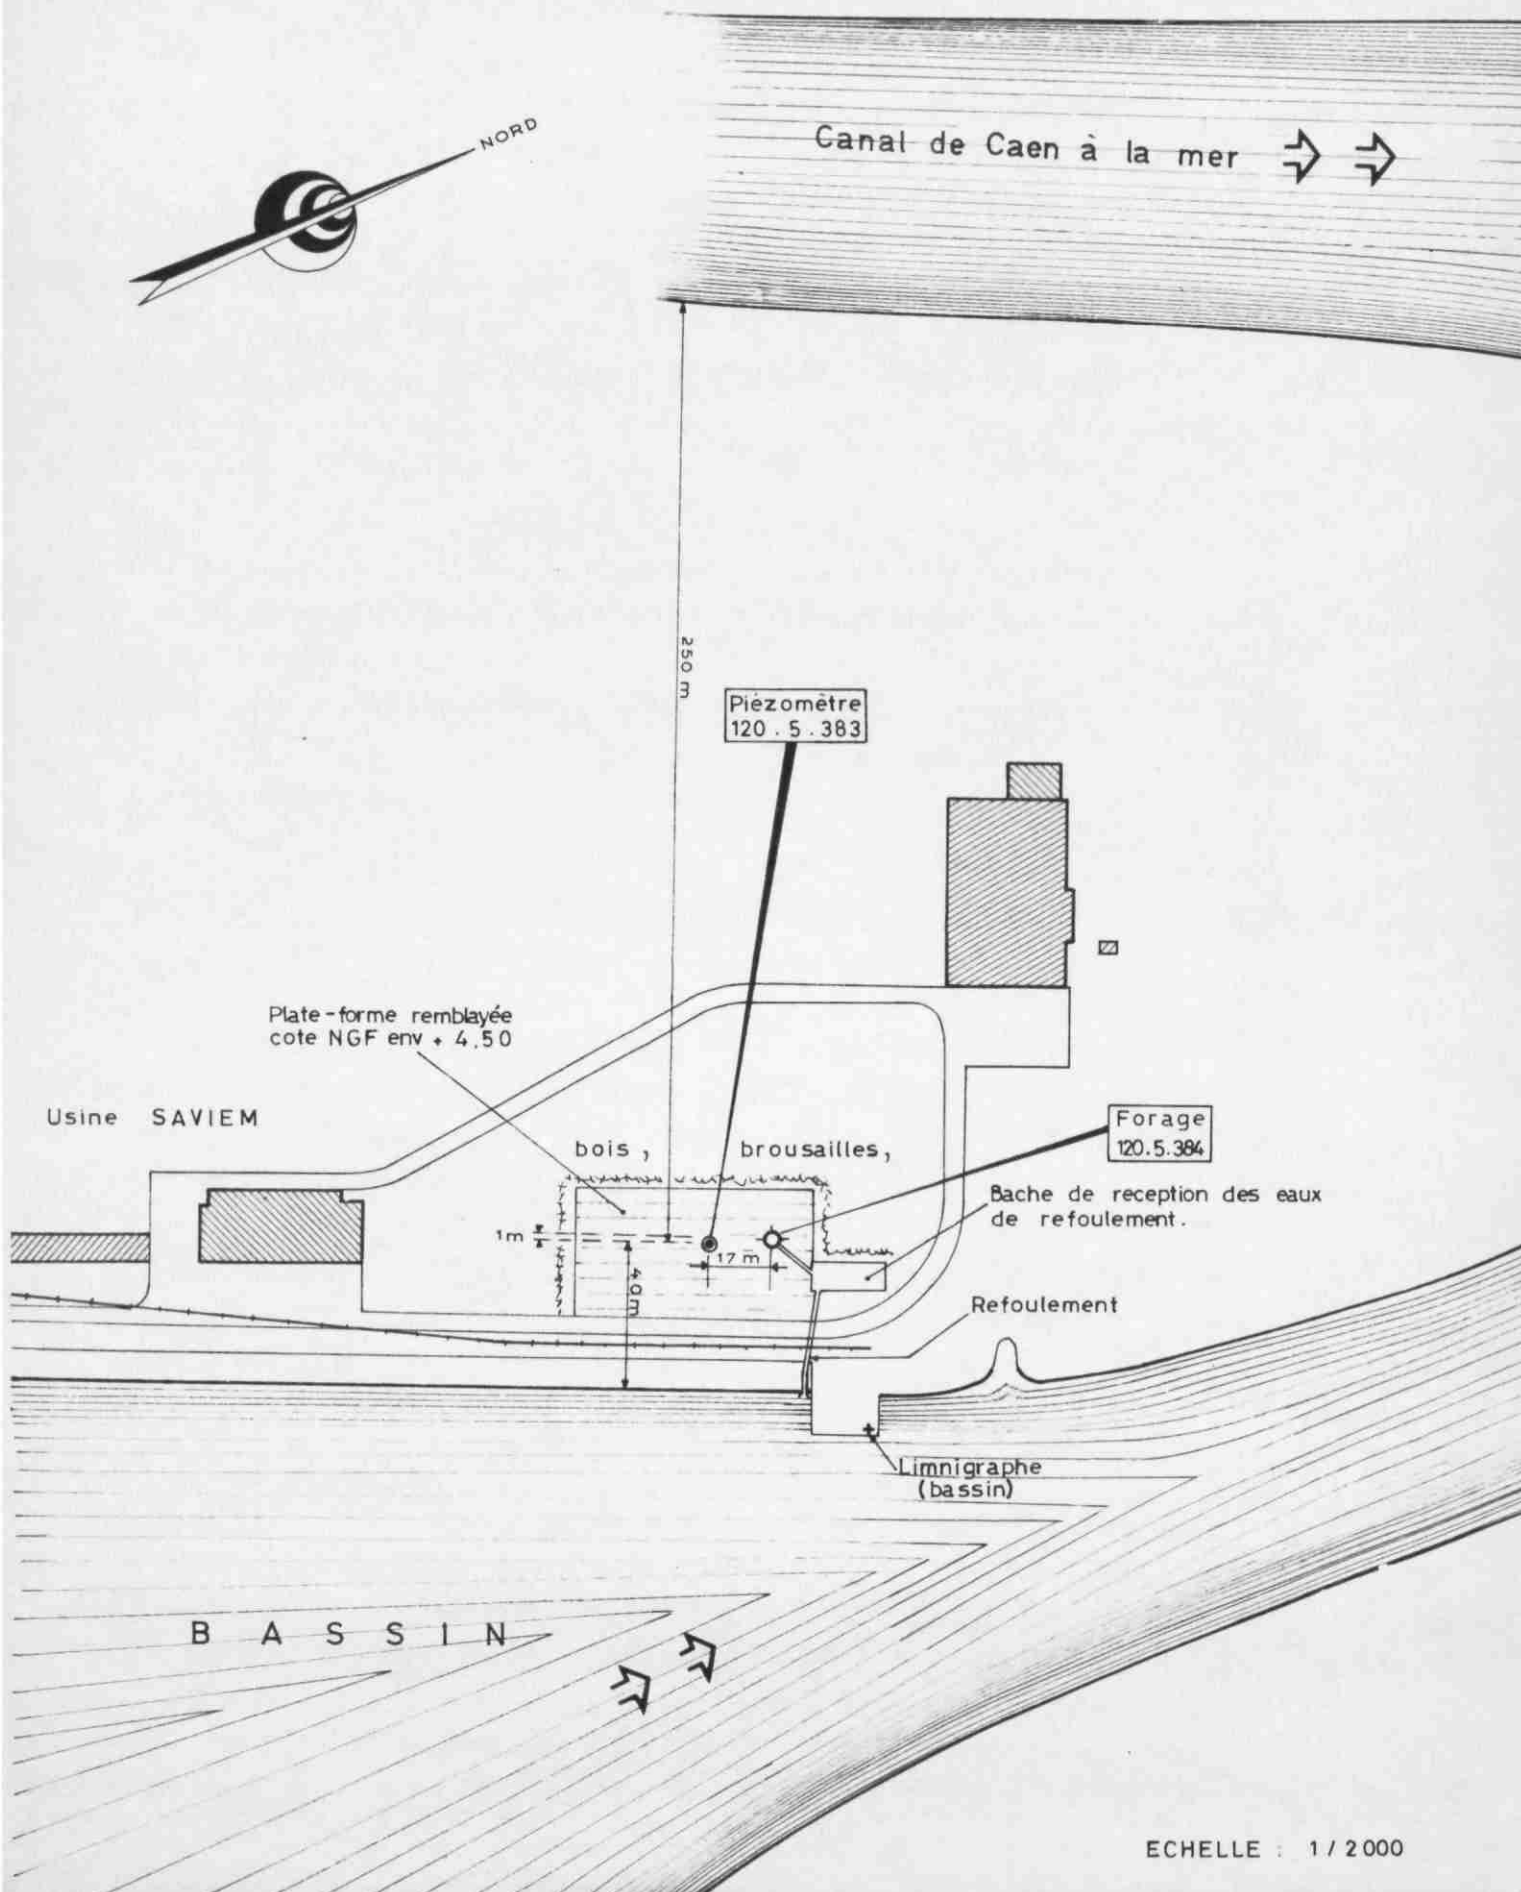 NORD
Canal de Caen à la mer
250 m
Piézomètre
120 . 5 . 383
Plate-forme remblayée
cote NGF env + 4.50
Usine SAVIEM
bois , brousailles,
Forage
120.5.384
Bache de reception des eaux
de refoulement.
1m
17 m
40m
Refoulement
Limnigraphe
(bassin)
BASSIN
ECHELLE : 1/2000